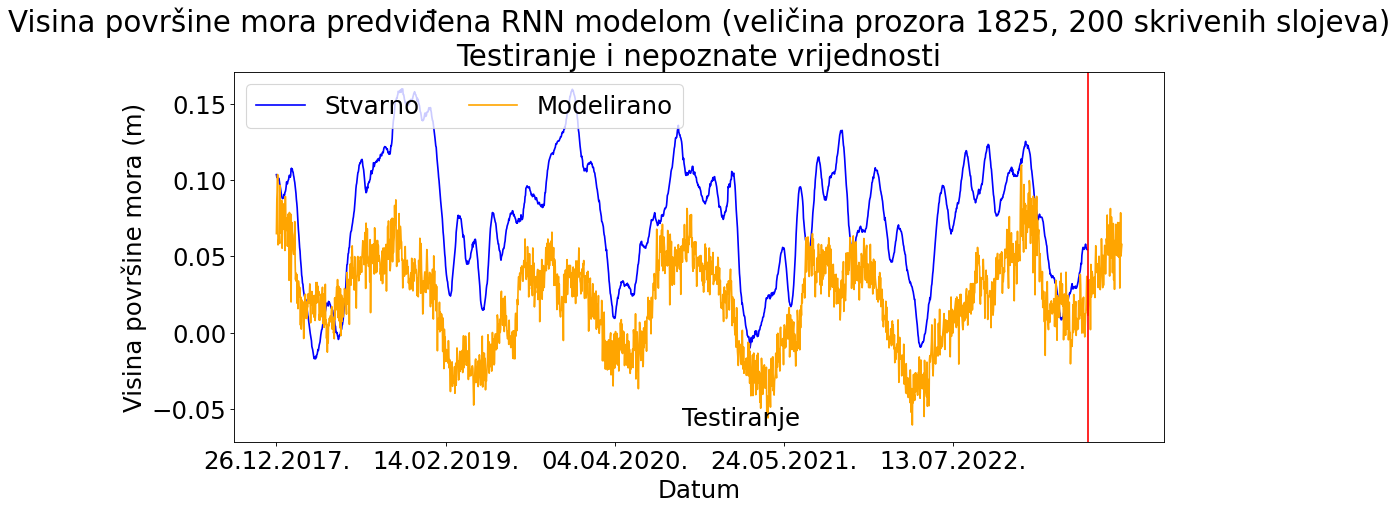 Visina površine mora predviđena RNN modelom (veličina prozora 1825, 200 skrivenih slojeva)
Testiranje i nepoznate vrijednosti
Stvarno Modelirano
Visina površine mora (m)
0.15
0.10
0.05
0.00
−0.05
Testiranje
26.12.2017. 14.02.2019. 04.04.2020. 24.05.2021. 13.07.2022.
Datum